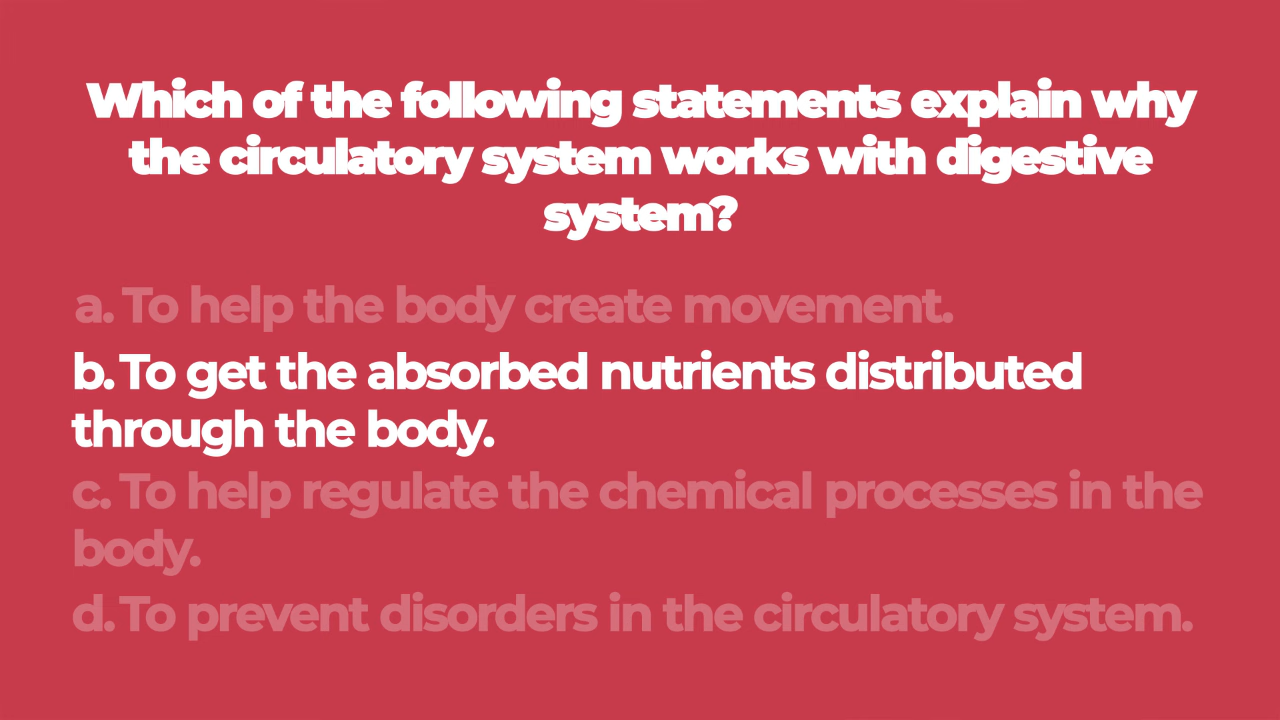 Which of the following statements explain why
the circulatory system works with digestive
system?
a. To help the body create movement.
b. To get the absorbed nutrients distributed
through the body.
c. To help regulate the chemical processes in the
body.
d. To prevent disorders in the circulatory system.